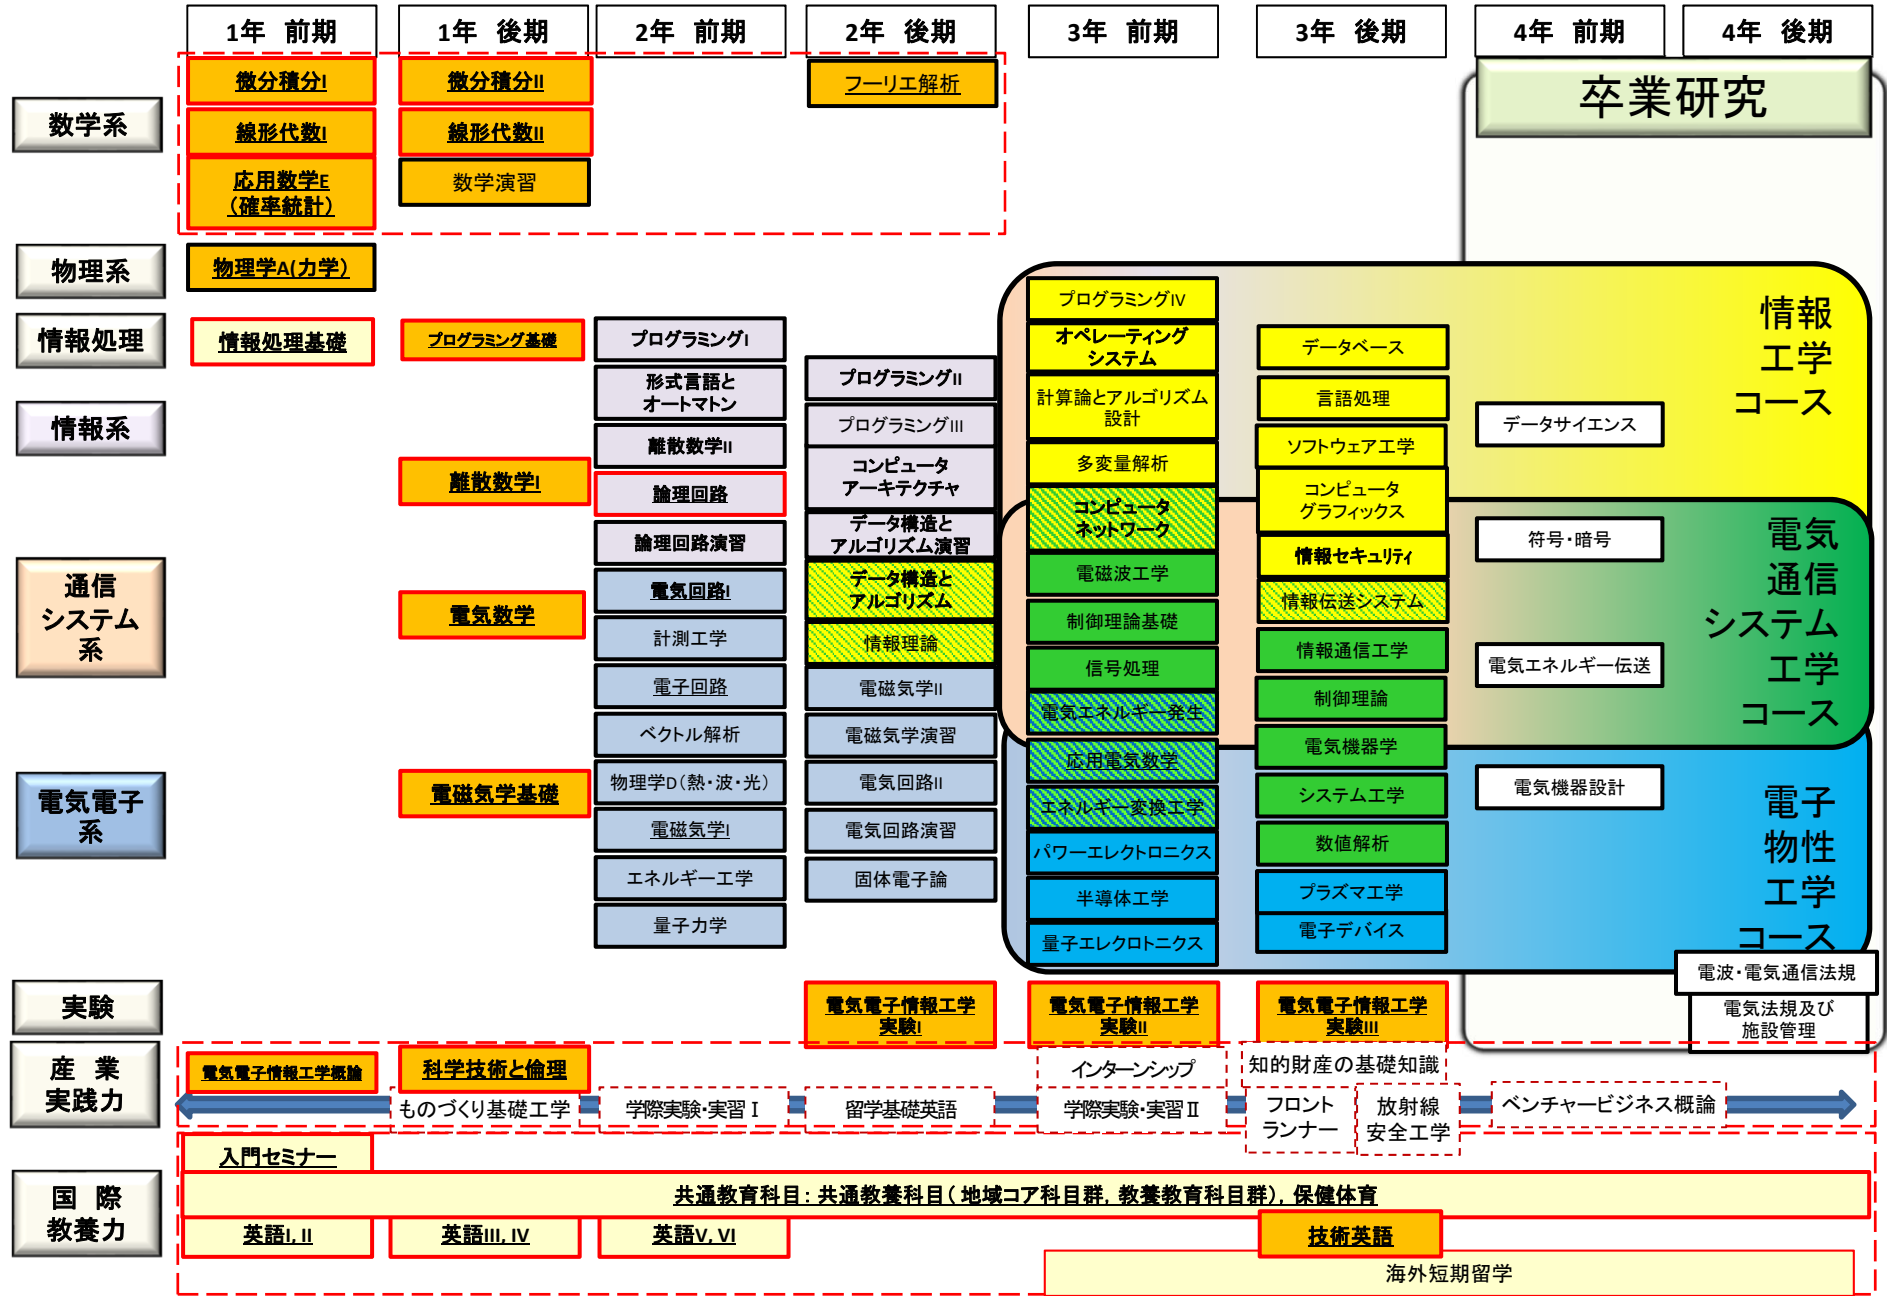 1年 前期
1年 後期
2年 前期
2年 後期
3年 前期
3年 後期
4年 前期
4年 後期
卒業研究
数学系
微分積分I
微分積分II
フーリエ解析
線形代数I
線形代数II
応用数学E
（確率統計）
数学演習
物理系
物理学A(力学)
情報処理
情報処理基礎
プログラミング基礎
情報系
離散数学I
通信
システム
系
電気数学
電気電子
系
電磁気学基礎
プログラミングI
形式言語と
オートマトン
離散数学II
論理回路
論理回路演習
電気回路I
計測工学
電子回路
ベクトル解析
物理学D（熱・波・光）
電磁気学I
エネルギー工学
量子力学
プログラミングII
プログラミングIII
コンピュータ
アーキテクチャ
データ構造と
アルゴリズム演習
データ構造と
アルゴリズム
情報理論
電磁気学II
電磁気学演習
電気回路II
電気回路演習
固体電子論
プログラミングIV
オペレーティング
システム
計算論とアルゴリズム
設計
多変量解析
コンピュータ
ネットワーク
電磁波工学
制御理論基礎
信号処理
電気エネルギー発生
応用電気数学
エネルギー変換工学
パワーエレクトロニクス
半導体工学
量子エレクロトニクス
データベース
言語処理
ソフトウェア工学
コンピュータ
グラフィックス
情報セキュリティ
情報伝送システム
情報通信工学
制御理論
電気機器学
システム工学
数値解析
プラズマ工学
電子デバイス
データサイエンス
符号・暗号
電気エネルギー伝送
電気機器設計
情報
工学
コース
電気
通信
システム
工学
コース
電子
物性
工学
コース
電波・電気通信法規
電気法規及び
施設管理
実験
電気電子情報工学
実験I
電気電子情報工学
実験II
電気電子情報工学
実験III
産 業
実践力
電気電子情報工学概論
科学技術と倫理
インターンシップ
知的財産の基礎知識
ものづくり基礎工学
学際実験・実習Ⅰ
留学基礎英語
学際実験・実習Ⅱ
フロント
ランナー
放射線
安全工学
ベンチャービジネス概論
国 際
教養力
入門セミナー
共通教育科目：共通教養科目（地域コア科目群，教養教育科目群），保健体育
英語I, II
英語III, IV
英語V, VI
技術英語
海外短期留学